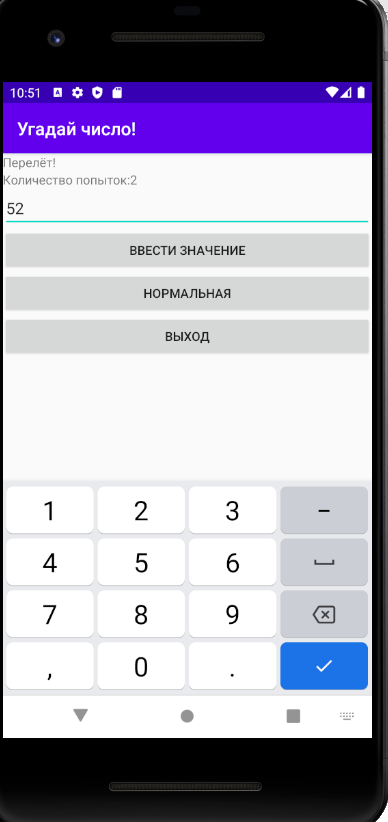 10:51
Угадай число!
Перелёт!
Количество попыток:2
52
ВВЕСТИ ЗНАЧЕНИЕ
НОРМАЛЬНАЯ
ВЫХОД
1 2 3 –
4 5 6
7 8 9
, 0 .